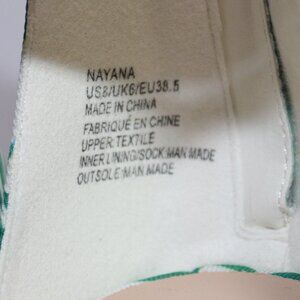 NAYANA
US8/UK6/EU38.5
MADE IN CHINA
FABRIQUÉ EN CHINE
UPPER:TEXTILE
INNER LINING/SOCK:MAN MADE
OUTSOLE:MAN MADE